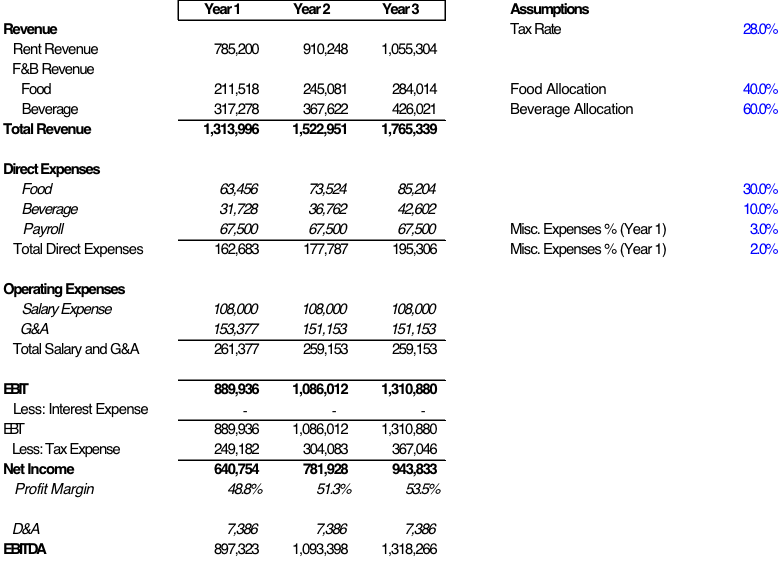 Year 1 Year 2 Year 3 Assumptions
Revenue Tax Rate 28.0%
Rent Revenue 785,200 910,248 1,055,304
F&B Revenue
Food 211,518 245,081 284,014 Food Allocation 40.0%
Beverage 317,278 367,622 426,021 Beverage Allocation 60.0%
Total Revenue 1,313,996 1,522,951 1,765,339
Direct Expenses
Food 63,456 73,524 85,204 30.0%
Beverage 31,728 36,762 42,602 10.0%
Payroll 67,500 67,500 67,500 Misc. Expenses % (Year 1) 3.0%
Total Direct Expenses 162,683 177,787 195,306 Misc. Expenses % (Year 1) 2.0%
Operating Expenses
Salary Expense 108,000 108,000 108,000
G&A 153,377 151,153 151,153
Total Salary and G&A 261,377 259,153 259,153
EBIT 889,936 1,086,012 1,310,880
Less: Interest Expense - - -
EBT 889,936 1,086,012 1,310,880
Less: Tax Expense 249,182 304,083 367,046
Net Income 640,754 781,928 943,833
Profit Margin 48.8% 51.3% 53.5%
D&A 7,386 7,386 7,386
EBITDA 897,323 1,093,398 1,318,266